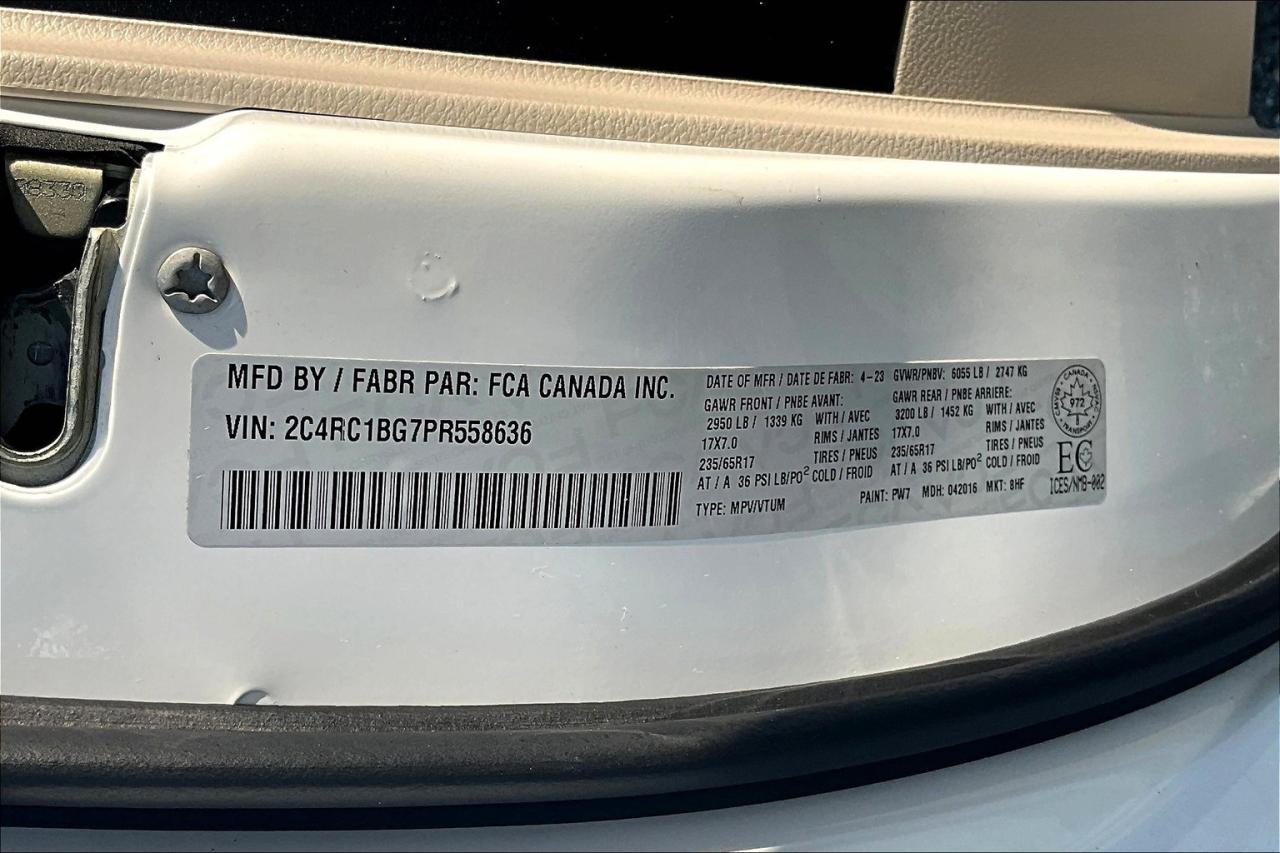 MFD BY / FABR PAR: FCA CANADA INC.
VIN: 2C4RC1BG7PR558636
DATE OF MFR / DATE DE FABR: 4-23
GAWR FRONT / PNBE AVANT:
2950 LB / 1339 KG WITH / AVEC
17X7.0 RIMS / JANTES
235/65R17 TIRES / PNEUS
AT / A 36 PSI LB/PO² COLD / FROID
TYPE: MPV/VTUM
GVWR/PNBV: 6055 LB / 2747 KG
GAWR REAR / PNBE ARRIERE:
3200 LB / 1452 KG WITH / AVEC
17X7.0 RIMS / JANTES
235/65R17 TIRES / PNEUS
AT / A 36 PSI LB/PO² COLD / FROID
PAINT: PW7 MDH: 042016 MKT: 8HF
CANADA
972
TRANSPORT
EC
ICES/NMB-002